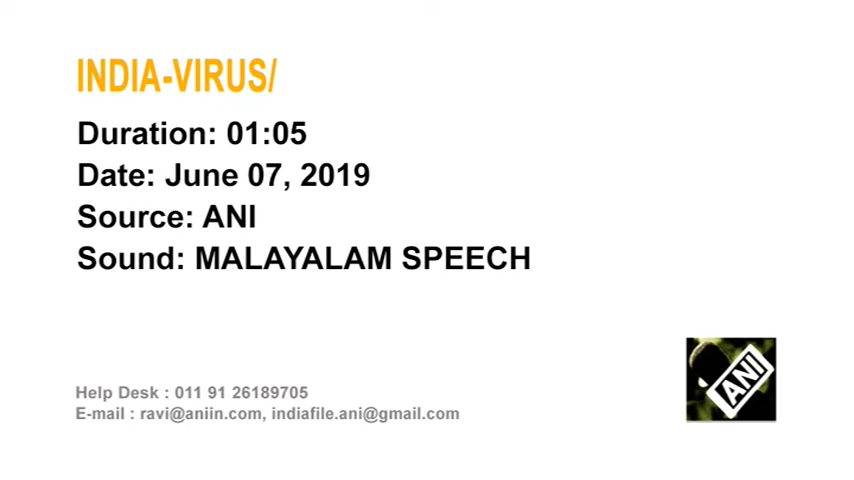 INDIA-VIRUS/
Duration: 01:05
Date: June 07, 2019
Source: ANI
Sound: MALAYALAM SPEECH
Help Desk : 011 91 26189705
E-mail : ravi@aniin.com, indiafile.ani@gmail.com
ANI